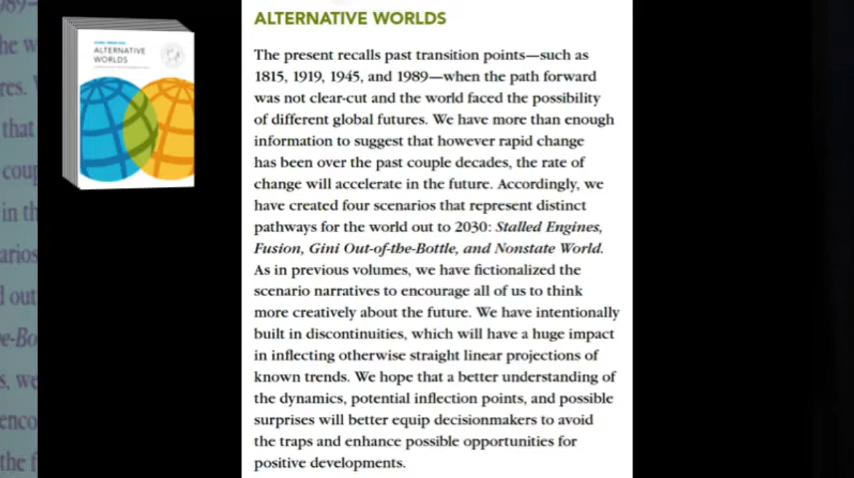 ALTERNATIVE WORLDS
The present recalls past transition points—such as
1815, 1919, 1945, and 1989—when the path forward
was not clear-cut and the world faced the possibility
of different global futures. We have more than enough
information to suggest that however rapid change
has been over the past couple decades, the rate of
change will accelerate in the future. Accordingly, we
have created four scenarios that represent distinct
pathways for the world out to 2030: Stalled Engines,
Fusion, Gini Out-of-the-Bottle, and Nonstate World.
As in previous volumes, we have fictionalized the
scenario narratives to encourage all of us to think
more creatively about the future. We have intentionally
built in discontinuities, which will have a huge impact
in inflecting otherwise straight linear projections of
known trends. We hope that a better understanding of
the dynamics, potential inflection points, and possible
surprises will better equip decisionmakers to avoid
the traps and enhance possible opportunities for
positive developments.
ALTERNATIVE
WORLDS